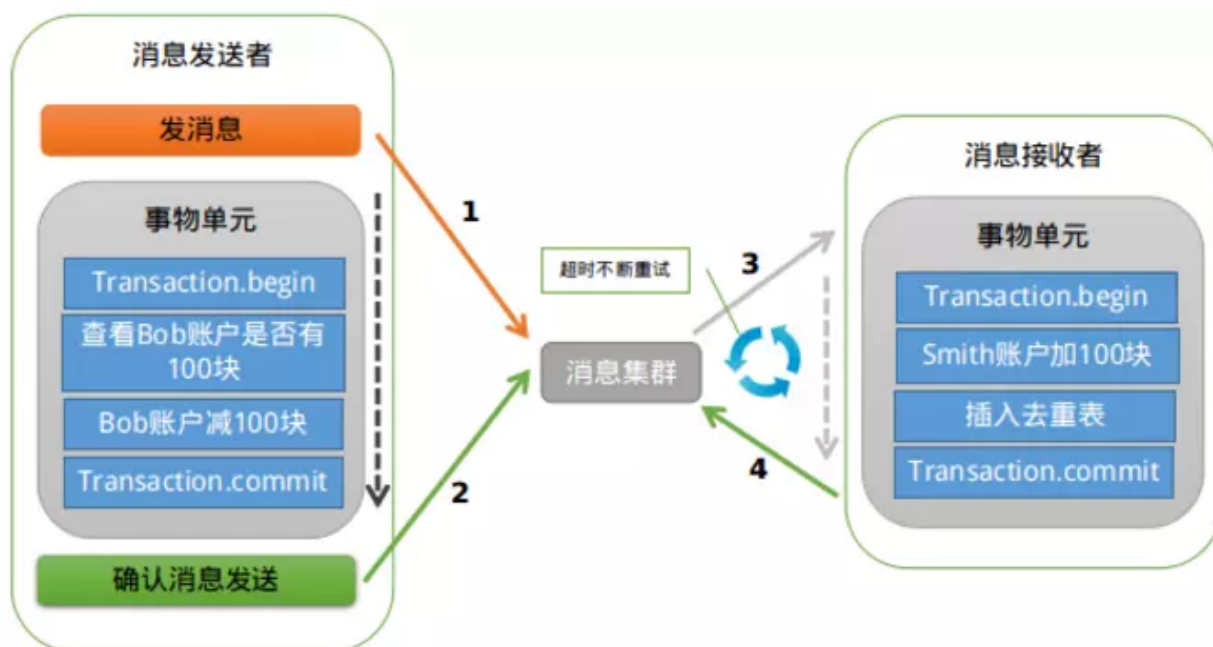 消息发送者
发消息
事物单元
Transaction.begin
查看Bob账户是否有
100块
Bob账户减100块
Transaction.commit
确认消息发送
1
2
超时不断重试
消息集群
3
4
消息接收者
事物单元
Transaction.begin
Smith账户加100块
插入去重表
Transaction.commit